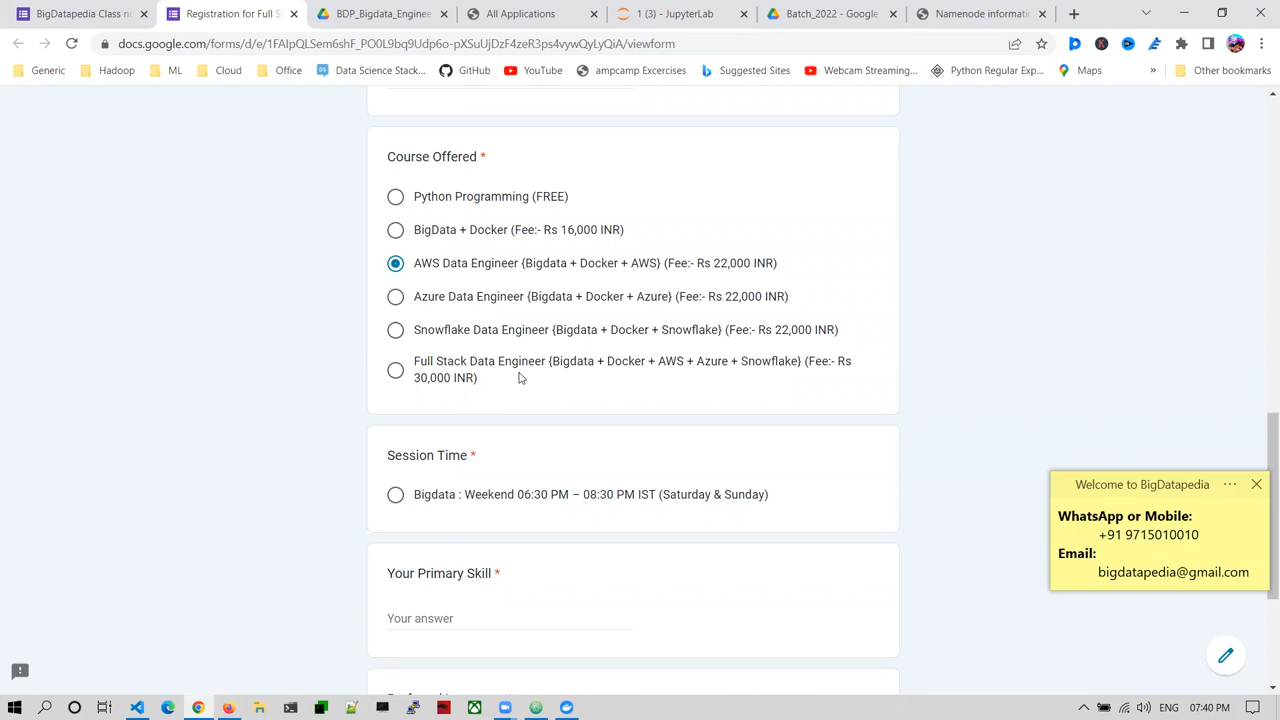 BigDatapedia Class n
Registration for Full S
BDP_Bigdata_Enginee
All Applications
1 (3) - JupyterLab
Batch_2022 - Google
Namenode informati
docs.google.com/forms/d/e/1FAIpQLSem6shF_PO0L9bq9Udp6o-rXSu1jDzF4zeR3ps4vywQyLyQiA/viewform
Generic
Hadoop
ML
Cloud
Office
Data Science Stack...
GitHub
YouTube
ampcamp Excercises
Suggested Sites
Webcam Streaming...
Python Regular Exp...
Maps
»
Other bookmarks
Course Offered *
Python Programming (FREE)
BigData + Docker (Fee:- Rs 16,000 INR)
AWS Data Engineer {Bigdata + Docker + AWS} (Fee:- Rs 22,000 INR)
Azure Data Engineer {Bigdata + Docker + Azure} (Fee:- Rs 22,000 INR)
Snowflake Data Engineer {Bigdata + Docker + Snowflake} (Fee:- Rs 22,000 INR)
Full Stack Data Engineer {Bigdata + Docker + AWS + Azure + Snowflake} (Fee:- Rs
30,000 INR)
Session Time *
Bigdata : Weekend 06:30 PM – 08:30 PM IST (Saturday & Sunday)
Your Primary Skill *
Your answer
Welcome to BigDatapedia
WhatsApp or Mobile:
+91 9715010010
Email:
bigdatapedia@gmail.com
ENG
07:40 PM